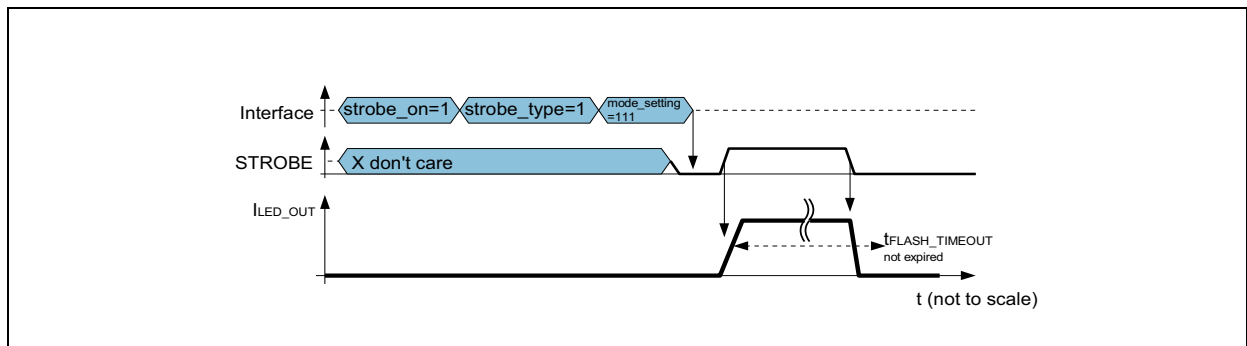 Interface
strobe_on=1
strobe_type=1
mode_setting
=111
STROBE
X don't care
ILED_OUT
tFLASH_TIMEOUT
not expired
t (not to scale)